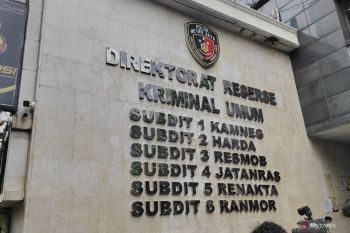 DIREKTORAT RESERSE
KRIMINAL UMUM
SUBDIT 1 KAMNEG
SUBDIT 2 HARDA
SUBDIT 3 RESMOB
SUBDIT 4 JATANRAS
SUBDIT 5 RENAKTA
SUBDIT 6 RANMOR
ANTARA